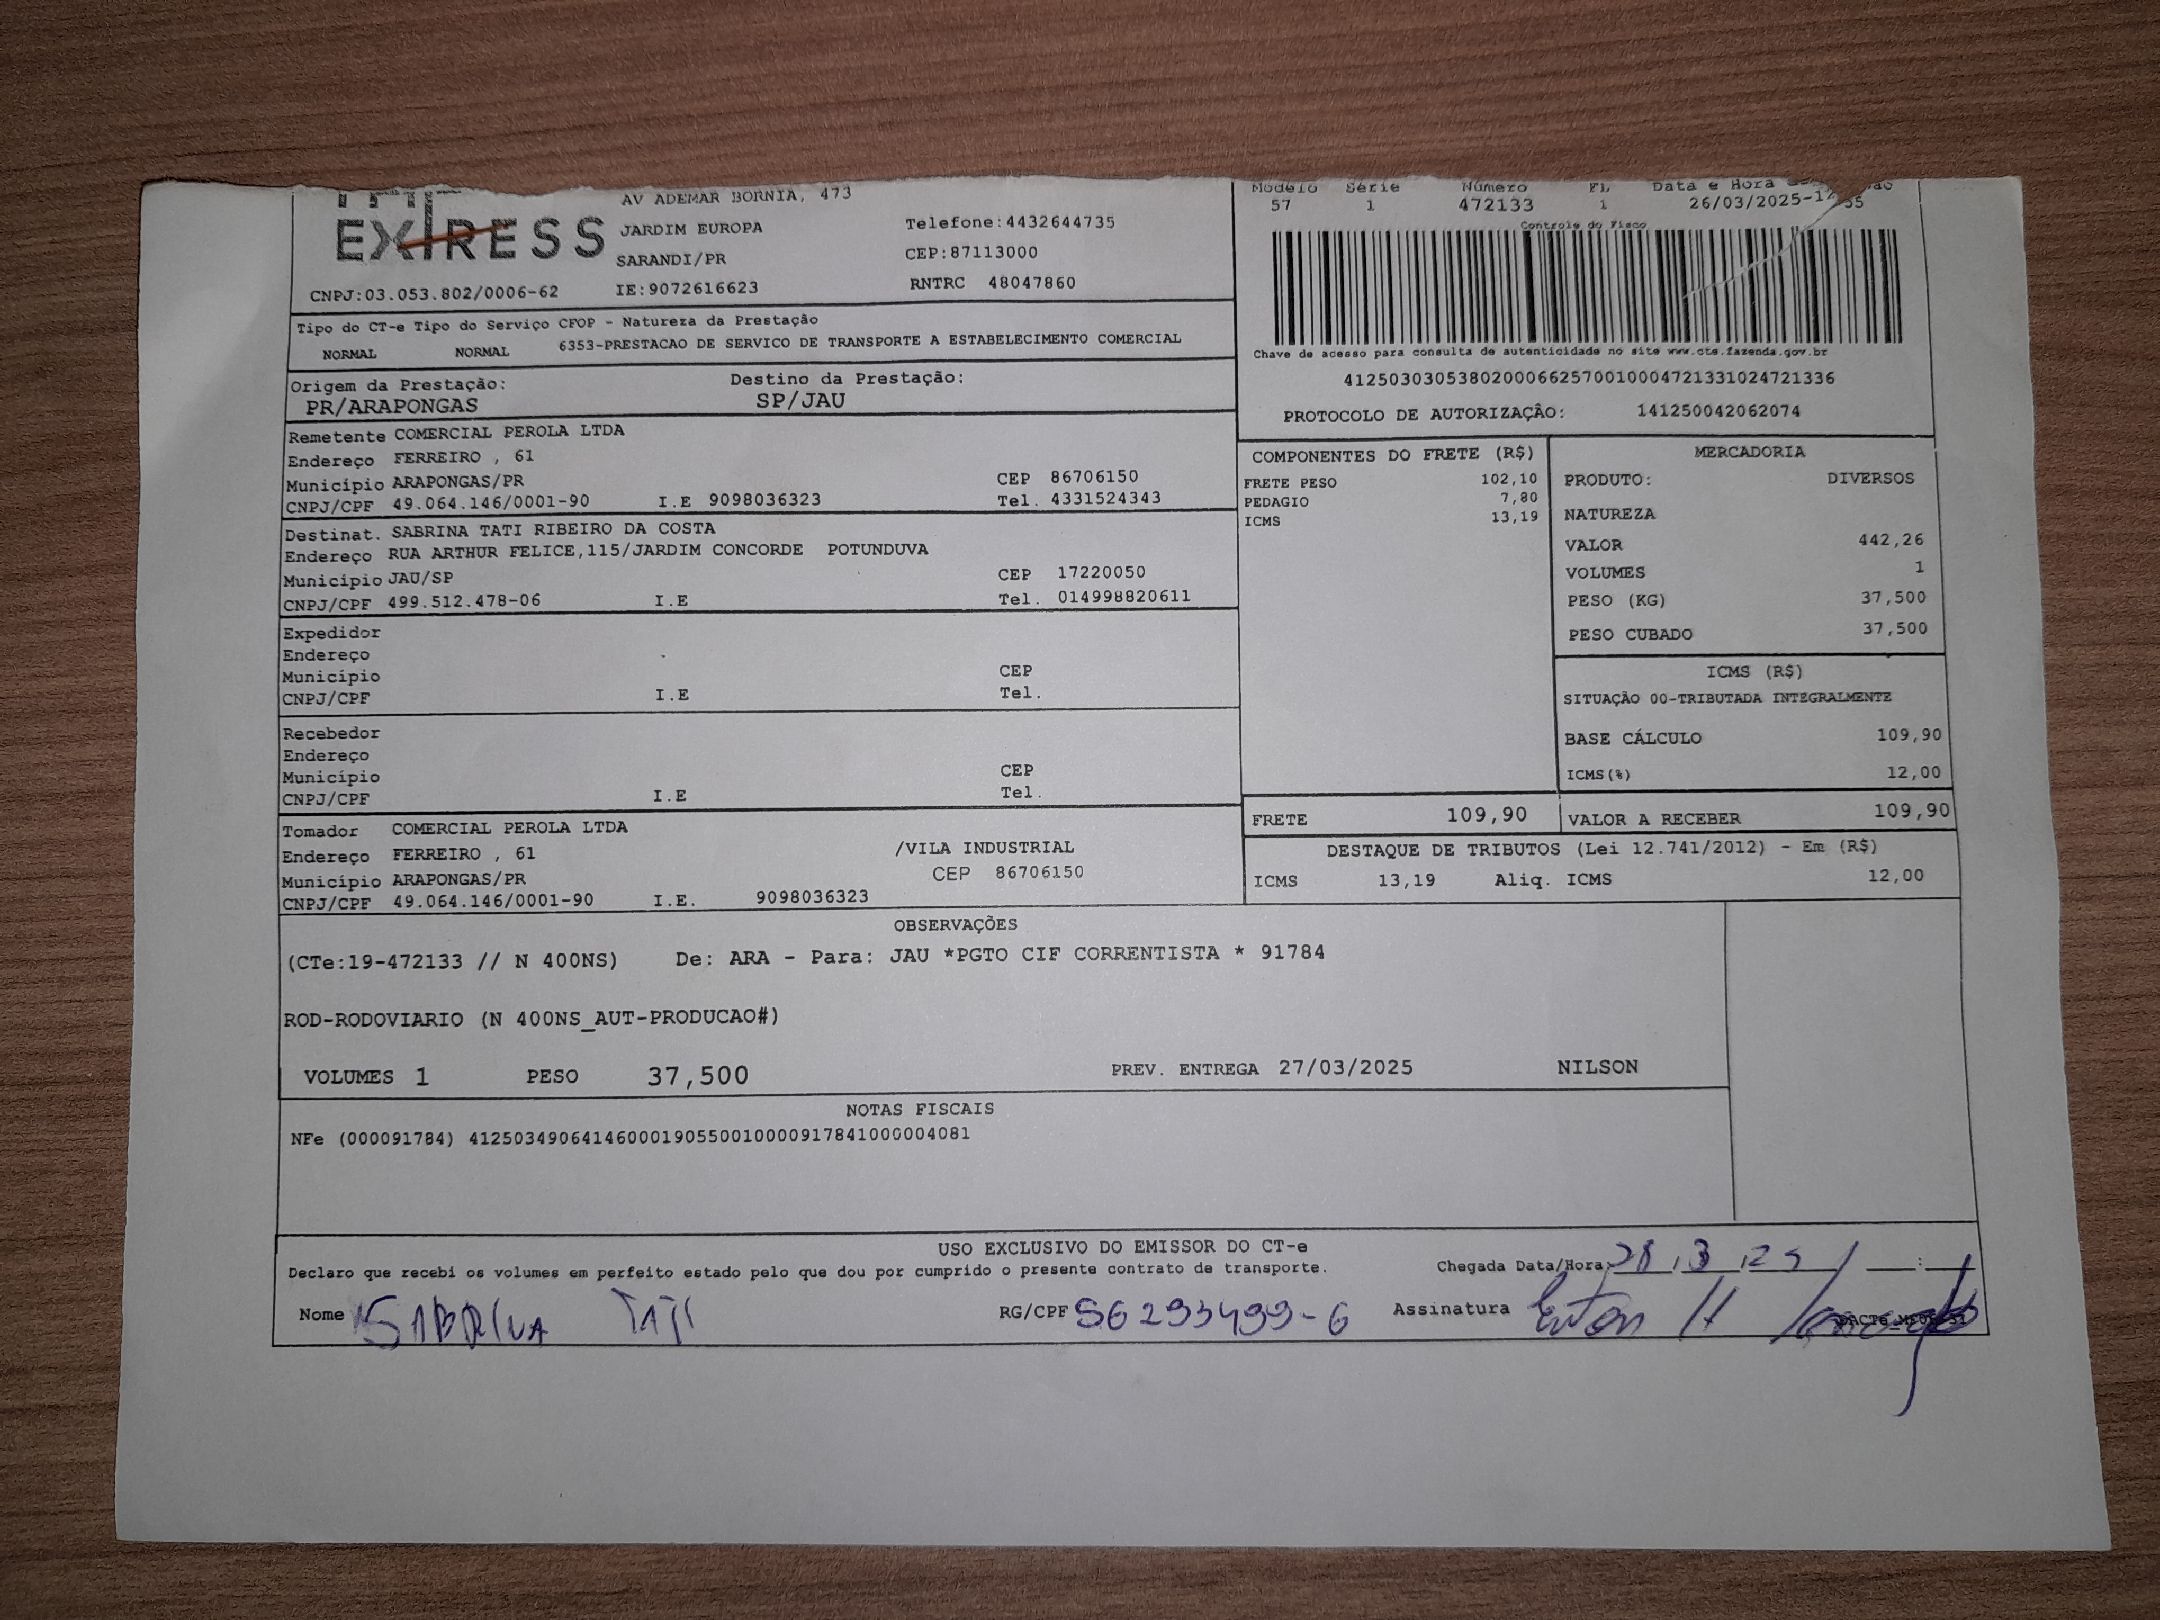 EXPRESS
CNPJ:03.053.802/0006-62
AV ADEMAR BORNIA, 473
JARDIM EUROPA
SARANDI/PR
IE:9072616623
Telefone:4432644735
CEP:87113000
RNTRC 48047860
Modelo Série Número FL Data e Hora
57 1 472133 1 26/03/2025-
Controle do Fisco
Chave de acesso para consulta de autenticidade no site www.cte.fazenda.gov.br
41250303053802000662570010004721331024721336
PROTOCOLO DE AUTORIZAÇÃO: 141250042062074
Tipo do CT-e Tipo do Serviço CFOP - Natureza da Prestação
NORMAL NORMAL 6353-PRESTACAO DE SERVICO DE TRANSPORTE A ESTABELECIMENTO COMERCIAL
Origem da Prestação: Destino da Prestação:
PR/ARAPONGAS SP/JAU
Remetente COMERCIAL PEROLA LTDA
Endereço FERREIRO , 61
Município ARAPONGAS/PR CEP 86706150
CNPJ/CPF 49.064.146/0001-90 I.E 9098036323 Tel. 4331524343
Destinat. SABRINA TATI RIBEIRO DA COSTA
Endereço RUA ARTHUR FELICE,115/JARDIM CONCORDE POTUNDUVA
Município JAU/SP CEP 17220050
CNPJ/CPF 499.512.478-06 I.E Tel. 014998820611
Expedidor
Endereço
Município CEP
CNPJ/CPF I.E Tel.
Recebedor
Endereço
Município CEP
CNPJ/CPF I.E Tel.
Tomador COMERCIAL PEROLA LTDA
Endereço FERREIRO , 61 /VILA INDUSTRIAL
Município ARAPONGAS/PR CEP 86706150
CNPJ/CPF 49.064.146/0001-90 I.E. 9098036323
COMPONENTES DO FRETE (R$)
FRETE PESO 102,10
PEDAGIO 7,80
ICMS 13,19
MERCADORIA
PRODUTO: DIVERSOS
NATUREZA
VALOR 442,26
VOLUMES 1
PESO (KG) 37,500
PESO CUBADO 37,500
ICMS (R$)
SITUAÇÃO 00-TRIBUTADA INTEGRALMENTE
BASE CÁLCULO 109,90
ICMS(%) 12,00
FRETE 109,90 VALOR A RECEBER 109,90
DESTAQUE DE TRIBUTOS (Lei 12.741/2012) - Em (R$)
ICMS 13,19 Aliq. ICMS 12,00
OBSERVAÇÕES
(CTe:19-472133 // N 400NS) De: ARA - Para: JAU *PGTO CIF CORRENTISTA * 91784
ROD-RODOVIARIO (N 400NS_AUT-PRODUCAO#)
VOLUMES 1 PESO 37,500 PREV. ENTREGA 27/03/2025 NILSON
NOTAS FISCAIS
NFe (000091784) 41250349064146000190550010000917841000004081
USO EXCLUSIVO DO EMISSOR DO CT-e
Declaro que recebi os volumes em perfeito estado pelo que dou por cumprido o presente contrato de transporte. Chegada Data/Hora: 28.3.25
Nome SABRINA TATI RG/CPF 56293499-6 Assinatura